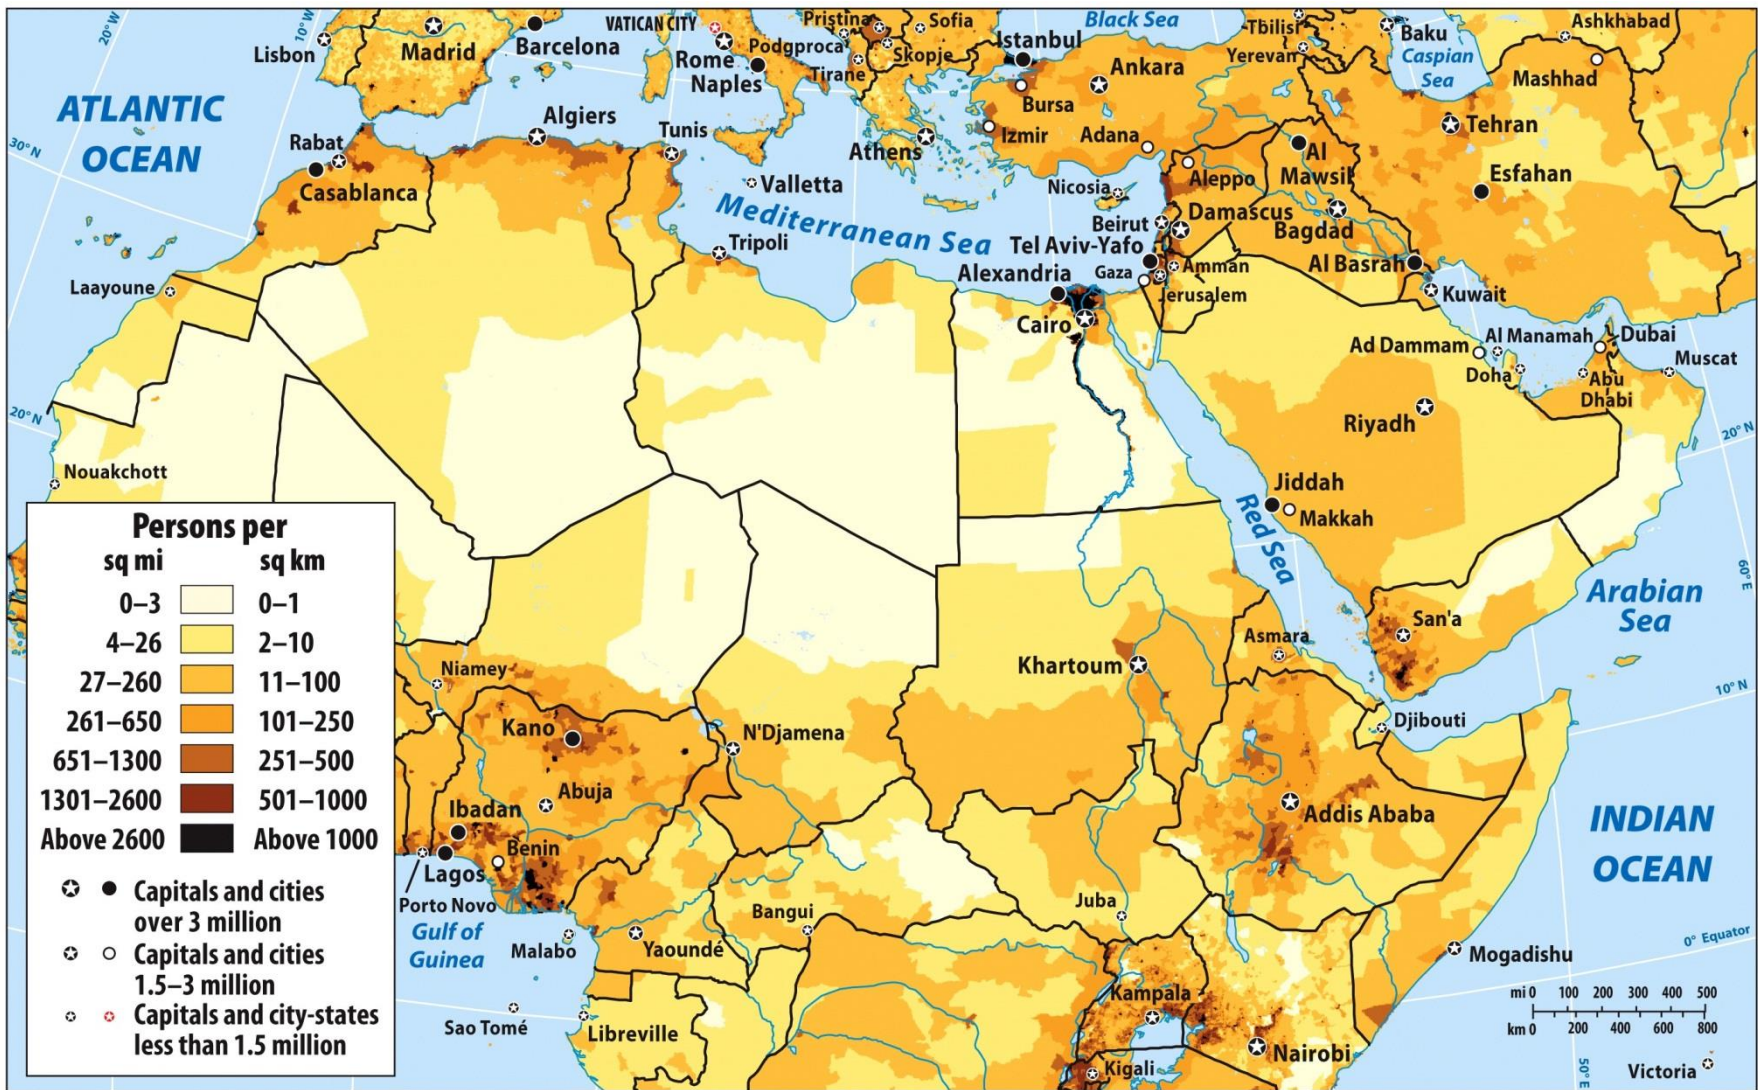 20° W
10° W
30° N
20° N
ATLANTIC
OCEAN
Lisbon
Madrid
Barcelona
VATICAN CITY
Rome
Naples
Pristina
Podgproca
Tirane
Sofia
Skopje
Athens
Black Sea
Istanbul
Ankara
Bursa
Izmir
Adana
Tbilisi
Yerevan
Baku
Caspian
Sea
Ashkhabad
Mashhad
Tehran
Esfahan
Rabat
Casablanca
Algiers
Tunis
Valletta
Mediterranean Sea
Tripoli
Laayoune
Nouakchott
Nicosia
Aleppo
Beirut
Damascus
Tel Aviv-Yafo
Gaza
Amman
Jerusalem
Alexandria
Cairo
Al
Mawsil
Bagdad
Al Basrah
Kuwait
Ad Dammam
Al Manamah
Doha
Dubai
Abu
Dhabi
Muscat
Riyadh
Jiddah
Makkah
Red Sea
20° N
60° E
Arabian
Sea
San'a
Asmara
Khartoum
Djibouti
10° N
Addis Ababa
INDIAN
OCEAN
Niamey
Kano
N'Djamena
Abuja
Ibadan
Benin
Lagos
Porto Novo
Gulf of
Guinea
Malabo
Yaoundé
Bangui
Juba
Sao Tomé
Libreville
Kampala
Kigali
Nairobi
Mogadishu
0° Equator
Victoria
50° E
mi 0 100 200 300 400 500
km 0 200 400 600 800
Persons per
sq mi sq km
0–3 0–1
4–26 2–10
27–260 11–100
261–650 101–250
651–1300 251–500
1301–2600 501–1000
Above 2600 Above 1000
Capitals and cities
over 3 million
Capitals and cities
1.5–3 million
Capitals and city-states
less than 1.5 million